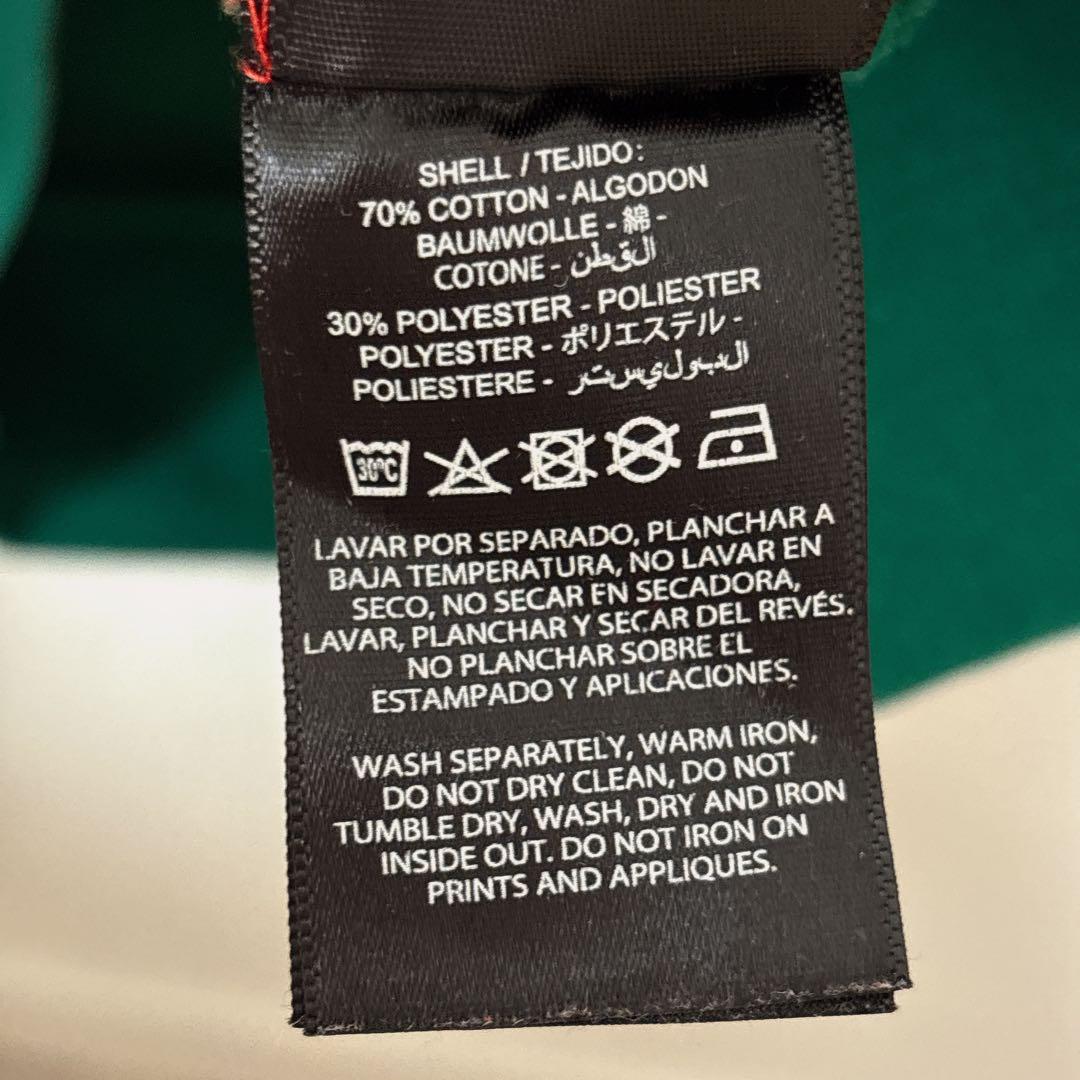 SHELL / TEJIDO:
70% COTTON - ALGODON
BAUMWOLLE - 綿 -
COTONE - القطن
30% POLYESTER - POLIESTER
POLYESTER - ポリエステル -
POLIESTERE - البوليستر
30°C
LAVAR POR SEPARADO, PLANCHAR A
BAJA TEMPERATURA, NO LAVAR EN
SECO, NO SECAR EN SECADORA,
LAVAR, PLANCHAR Y SECAR DEL REVÉS.
NO PLANCHAR SOBRE EL
ESTAMPADO Y APLICACIONES.
WASH SEPARATELY, WARM IRON,
DO NOT DRY CLEAN, DO NOT
TUMBLE DRY, WASH, DRY AND IRON
INSIDE OUT. DO NOT IRON ON
PRINTS AND APPLIQUES.